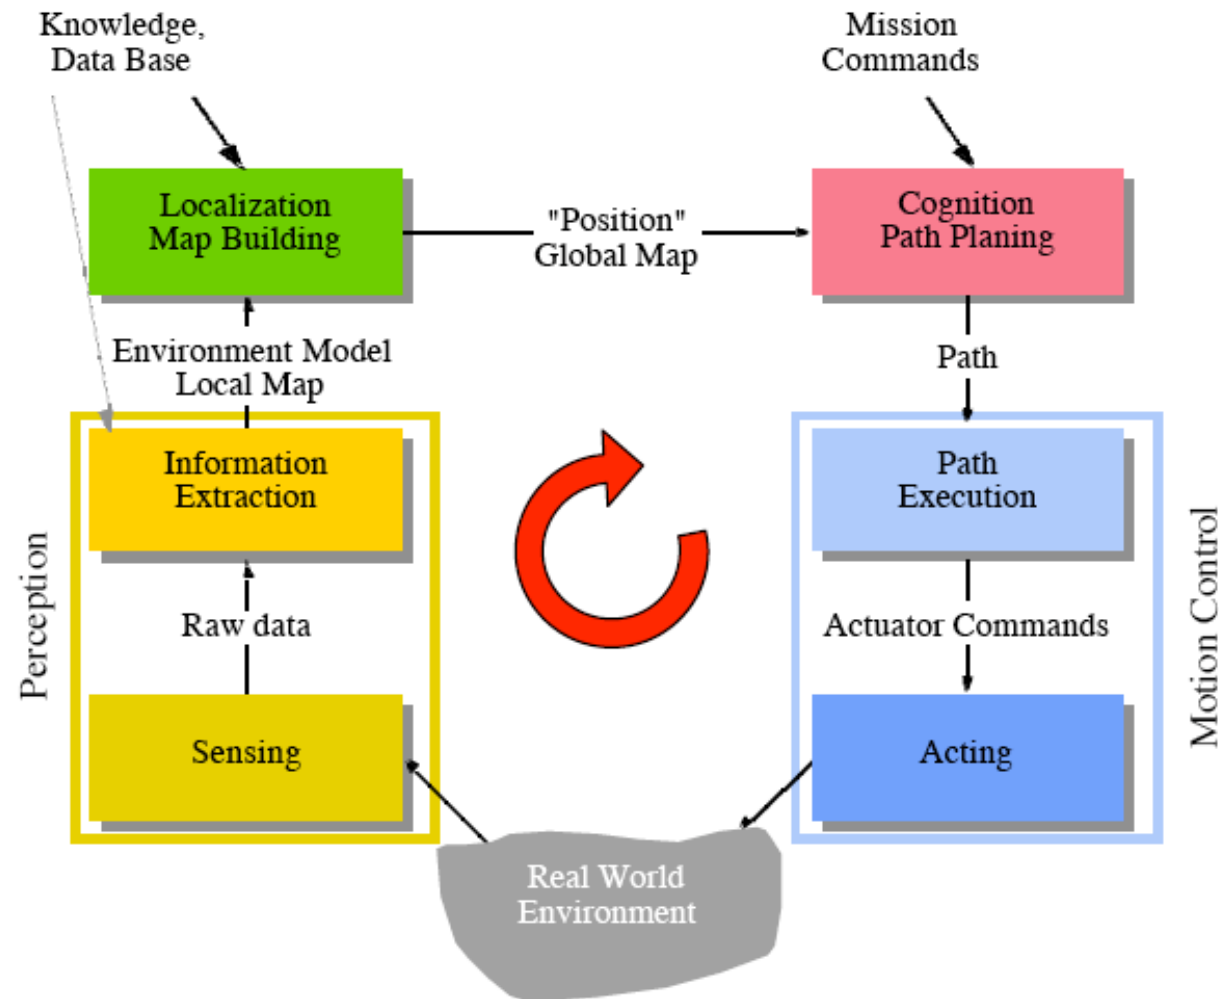 Knowledge,
Data Base
Mission
Commands
Localization
Map Building
"Position"
Global Map
Cognition
Path Planing
Environment Model
Local Map
Path
Information
Extraction
Path
Execution
Perception
Motion Control
Raw data
Actuator Commands
Sensing
Acting
Real World
Environment